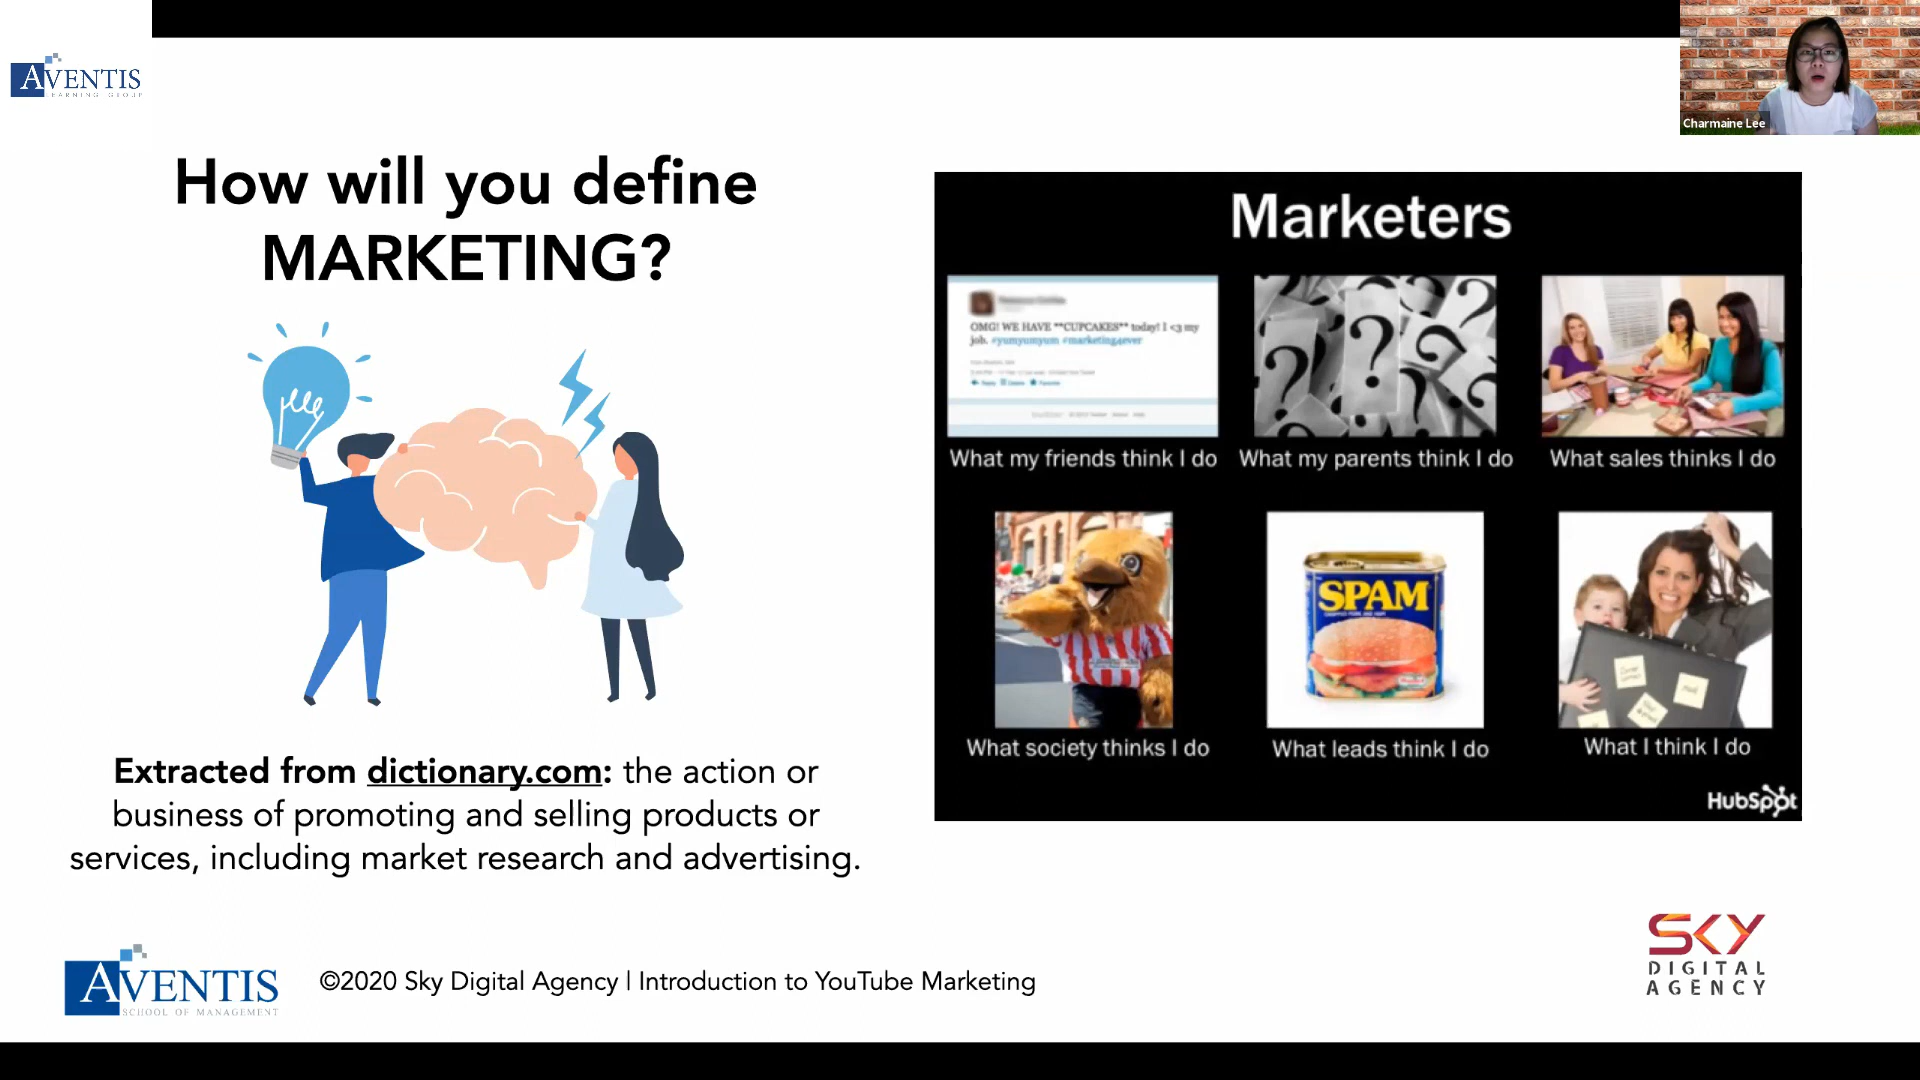 AVENTIS
LEARNING GROUP
Charmaine Lee
How will you define
MARKETING?
Extracted from dictionary.com: the action or
business of promoting and selling products or
services, including market research and advertising.
Marketers
OMG! WE HAVE **CUPCAKES** today! I <3 my
job. #yumyumyum #marketing4ever
What my friends think I do
What my parents think I do
What sales thinks I do
SPAM
What society thinks I do
What leads think I do
What I think I do
HubSpot
AVENTIS
SCHOOL OF MANAGEMENT
©2020 Sky Digital Agency | Introduction to YouTube Marketing
SKY
DIGITAL
AGENCY